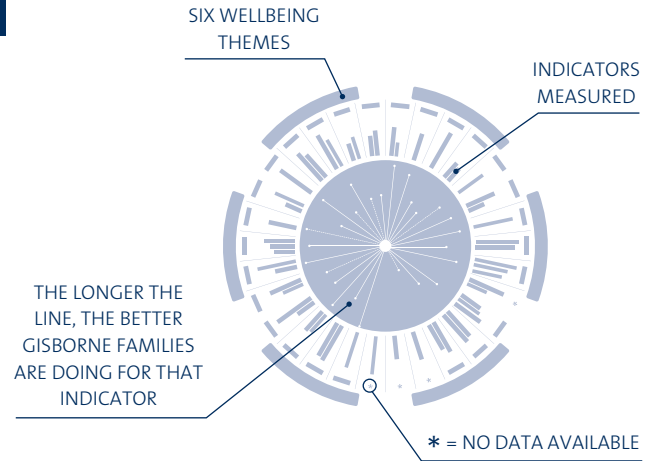 SIX WELLBEING
THEMES
INDICATORS
MEASURED
THE LONGER THE
LINE, THE BETTER
GISBORNE FAMILIES
ARE DOING FOR THAT
INDICATOR
* = NO DATA AVAILABLE